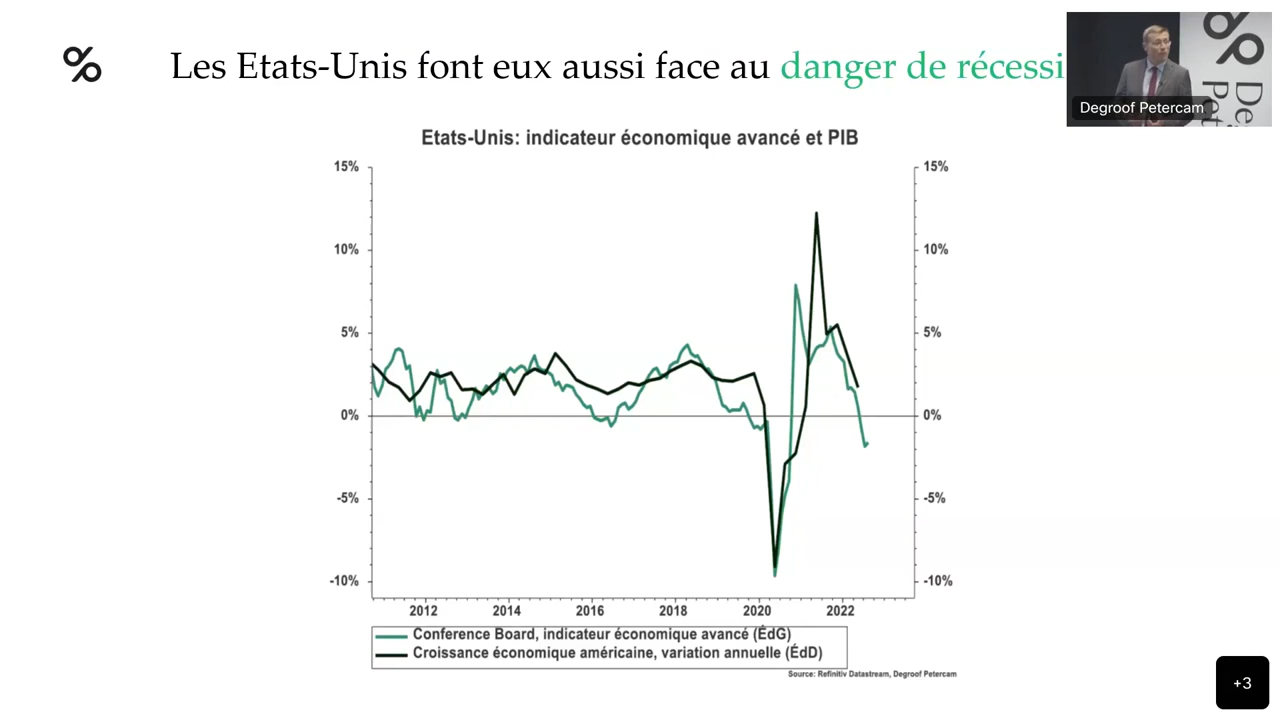 Les Etats-Unis font eux aussi face au danger de récessi
Degroof Petercam
De
Pet
Etats-Unis: indicateur économique avancé et PIB
15% 15%
10% 10%
5% 5%
0% 0%
-5% -5%
-10% -10%
2012 2014 2016 2018 2020 2022
Conference Board, indicateur économique avancé (ÉdG)
Croissance économique américaine, variation annuelle (ÉdD)
Source: Refinitiv Datastream, Degroof Petercam
+3